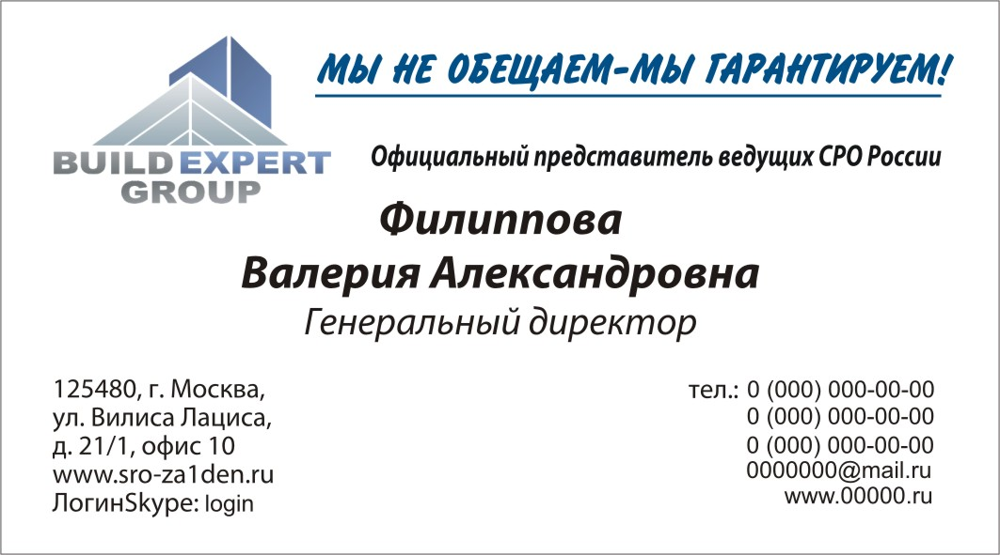 МЫ НЕ ОБЕЩАЕМ-МЫ ГАРАНТИРУЕМ!
BUILD EXPERT
GROUP
Официальный представитель ведущих СРО России
Филиппова
Валерия Александровна
Генеральный директор
125480, г. Москва,
ул. Вилиса Лациса,
д. 21/1, офис 10
www.sro-za1den.ru
ЛогинSkype: login
тел.: 0 (000) 000-00-00
0 (000) 000-00-00
0 (000) 000-00-00
0000000@mail.ru
www.00000.ru